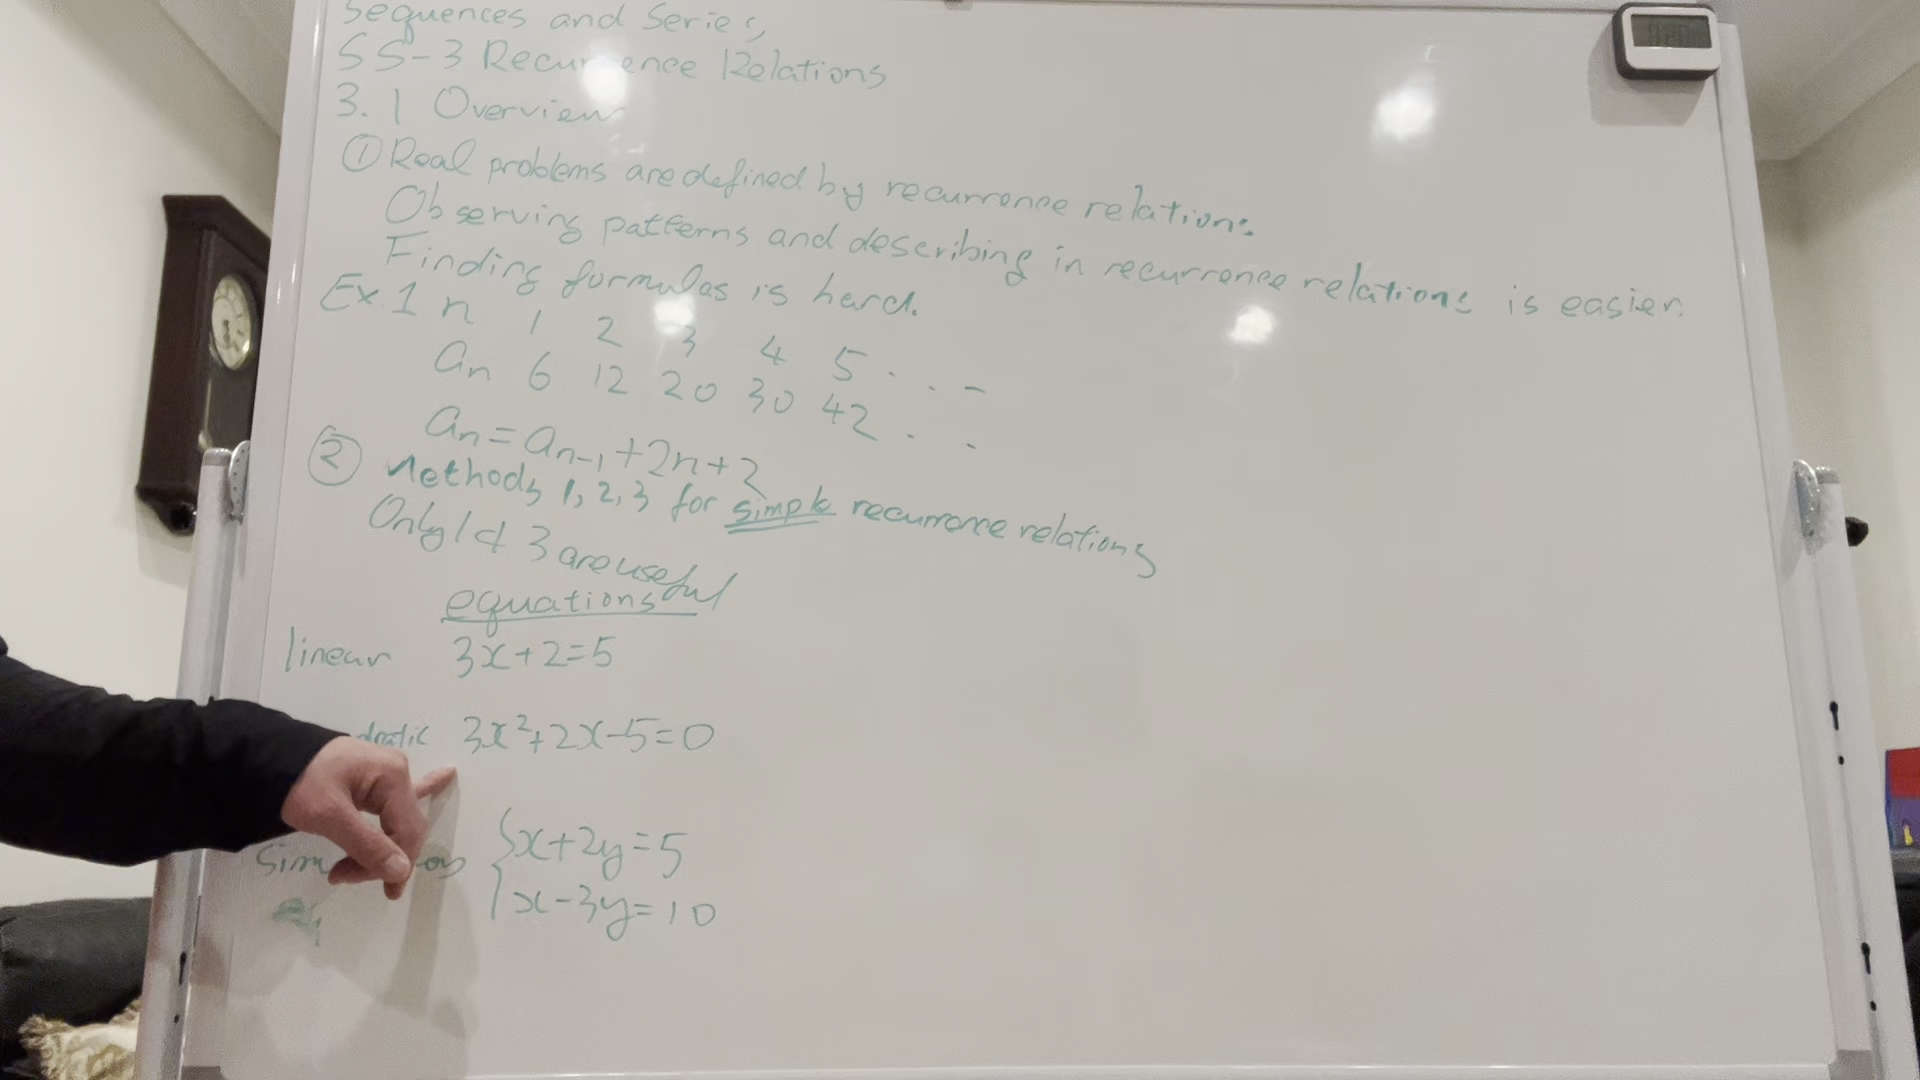 Sequences and Series
SS-3 Recurrence Relations
3.1 Overview
① Real problems are defined by recurrence relations.
Observing patterns and describing in recurrence relations is easier.
Finding formulas is hard.
Ex.1 n 1 2 3 4 5 . . .
an 6 12 20 30 42 . .
an = an-1 + 2n + 2
② Methods 1, 2, 3 for simple recurrence relations
Only 1 & 3 are useful
equations
linear 3x+2=5
3x²+2x-5=0
x+2y=5
x-3y=10